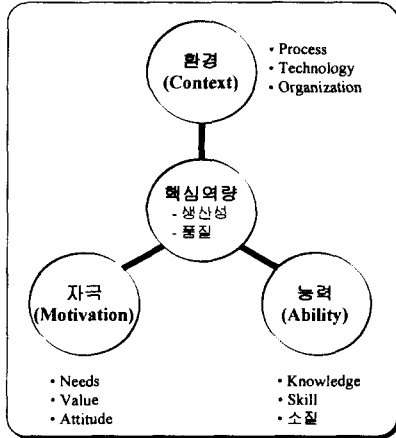 환경
(Context)
• Process
• Technology
• Organization
핵심역량
- 생산성
- 품질
자극
(Motivation)
능력
(Ability)
• Needs
• Value
• Attitude
• Knowledge
• Skill
• 소질